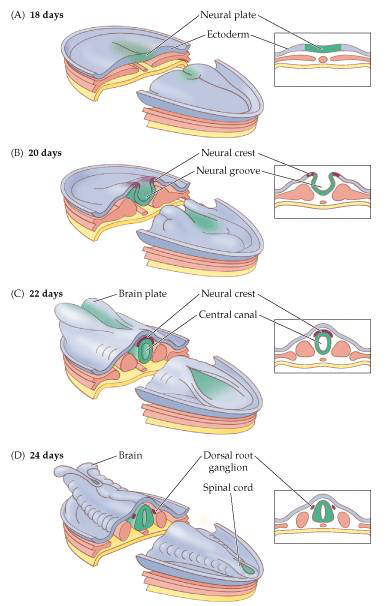 (A) 18 days
Neural plate
Ectoderm
(B) 20 days
Neural crest
Neural groove
(C) 22 days
Brain plate
Neural crest
Central canal
(D) 24 days
Brain
Dorsal root
ganglion
Spinal cord